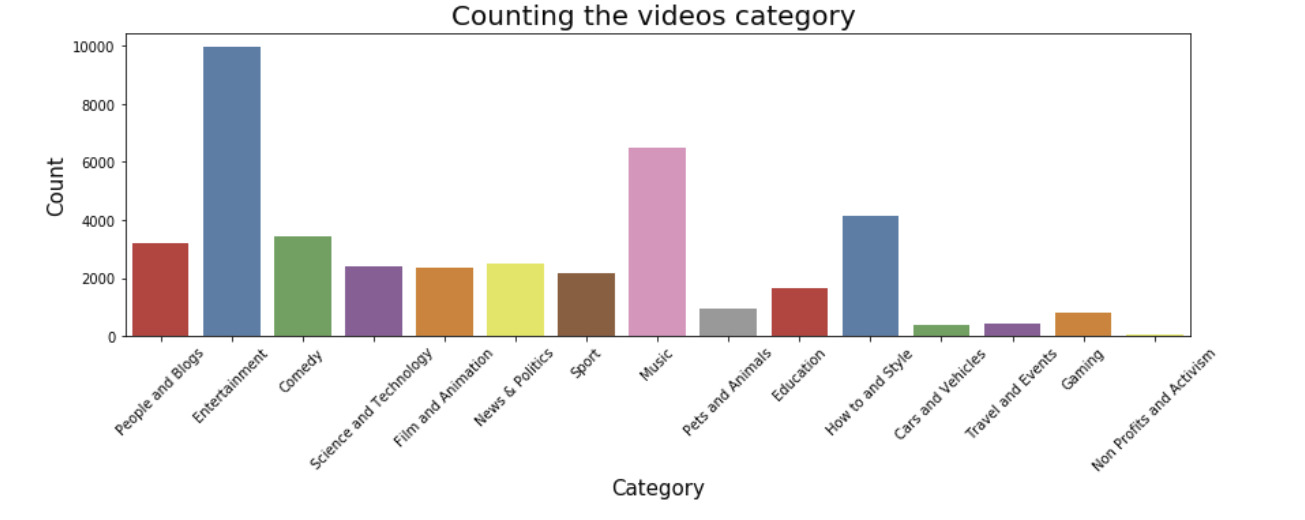 Counting the videos category
10000
8000
6000
4000
2000
0
Count
People and Blogs
Entertainment
Comedy
Science and Technology
Film and Animation
News & Politics
Sport
Music
Pets and Animals
Education
How to and Style
Cars and Vehicles
Travel and Events
Gaming
Non Profits and Activism
Category